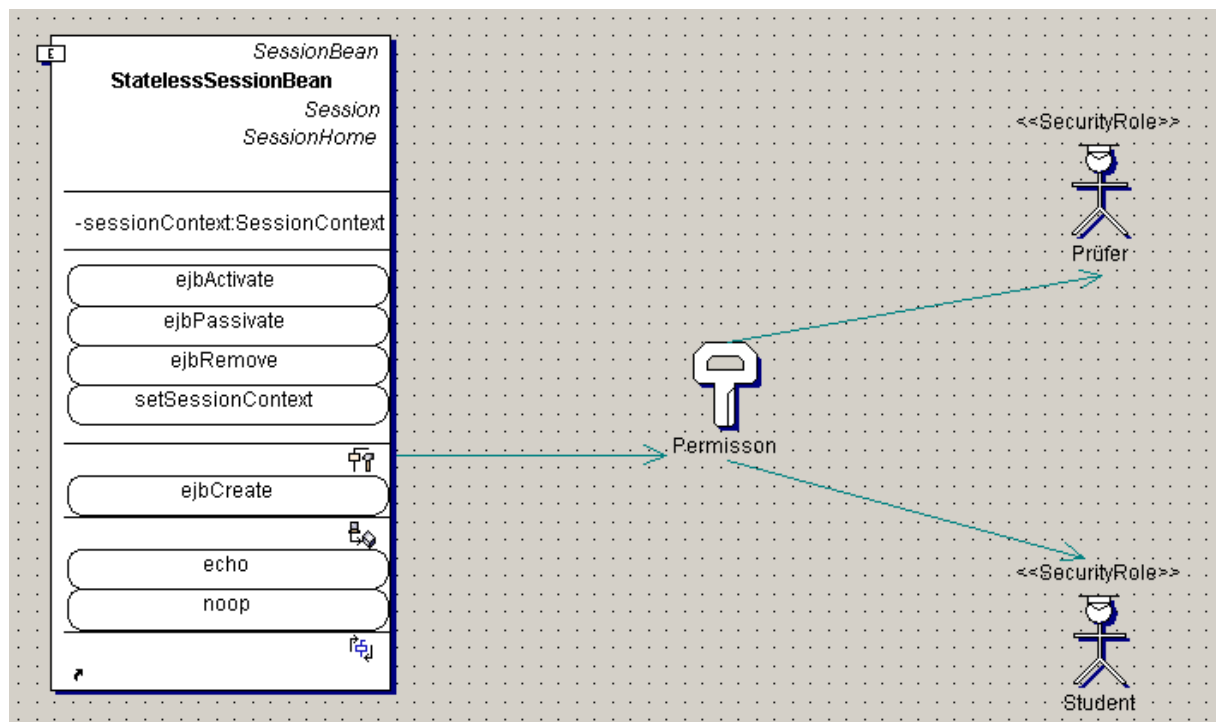 E
SessionBean
StatelessSessionBean
Session
SessionHome
-sessionContext:SessionContext
ejbActivate
ejbPassivate
ejbRemove
setSessionContext
ejbCreate
echo
noop
Permisson
<<SecurityRole>>
Prüfer
<<SecurityRole>>
Student